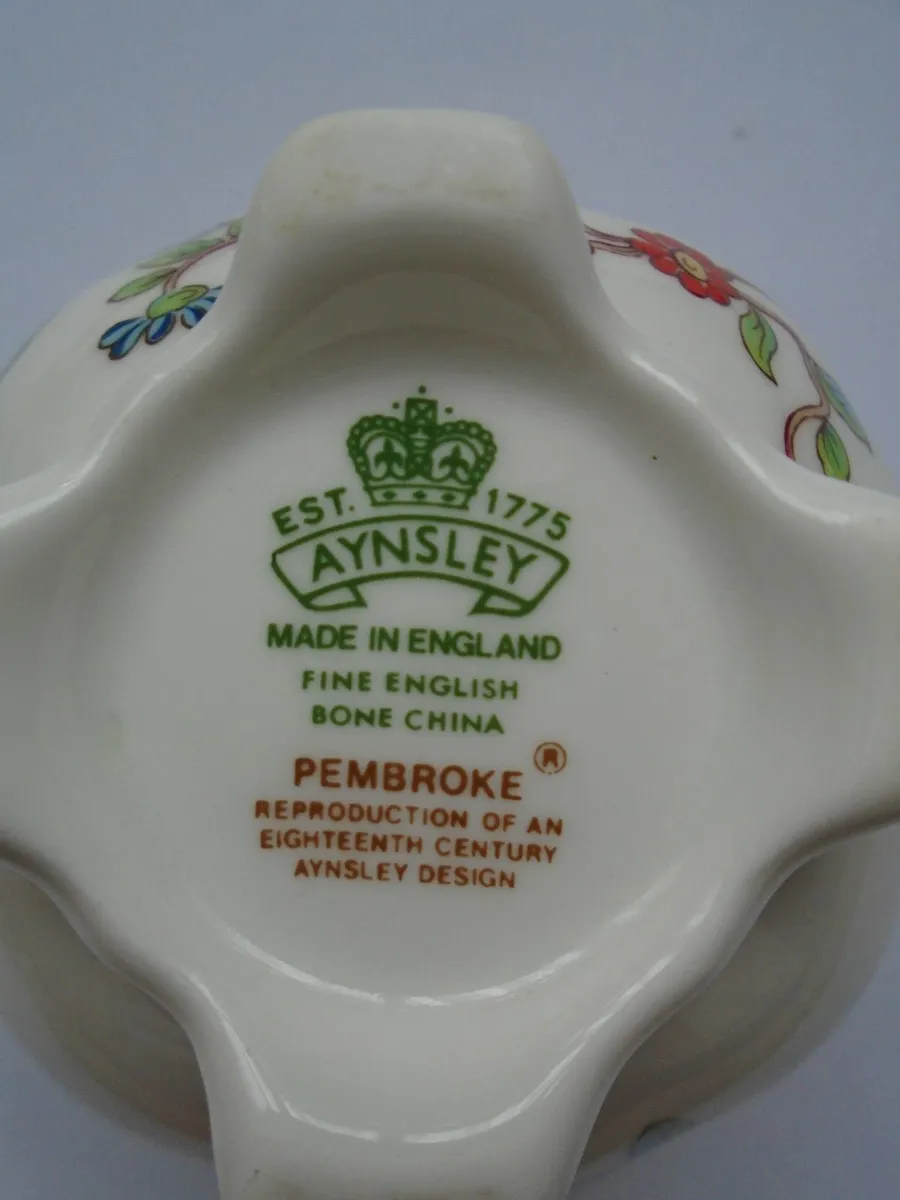 EST. 1775
AYNSLEY
MADE IN ENGLAND
FINE ENGLISH
BONE CHINA
PEMBROKE ®
REPRODUCTION OF AN
EIGHTEENTH CENTURY
AYNSLEY DESIGN